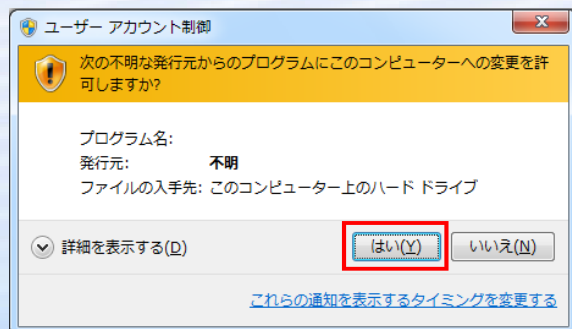 ユーザー アカウント制御
次の不明な発行元からのプログラムにこのコンピューターへの変更を許
可しますか?
プログラム名:
発行元: 不明
ファイルの入手先: このコンピューター上のハード ドライブ
詳細を表示する(D) はい(Y) いいえ(N)
これらの通知を表示するタイミングを変更する